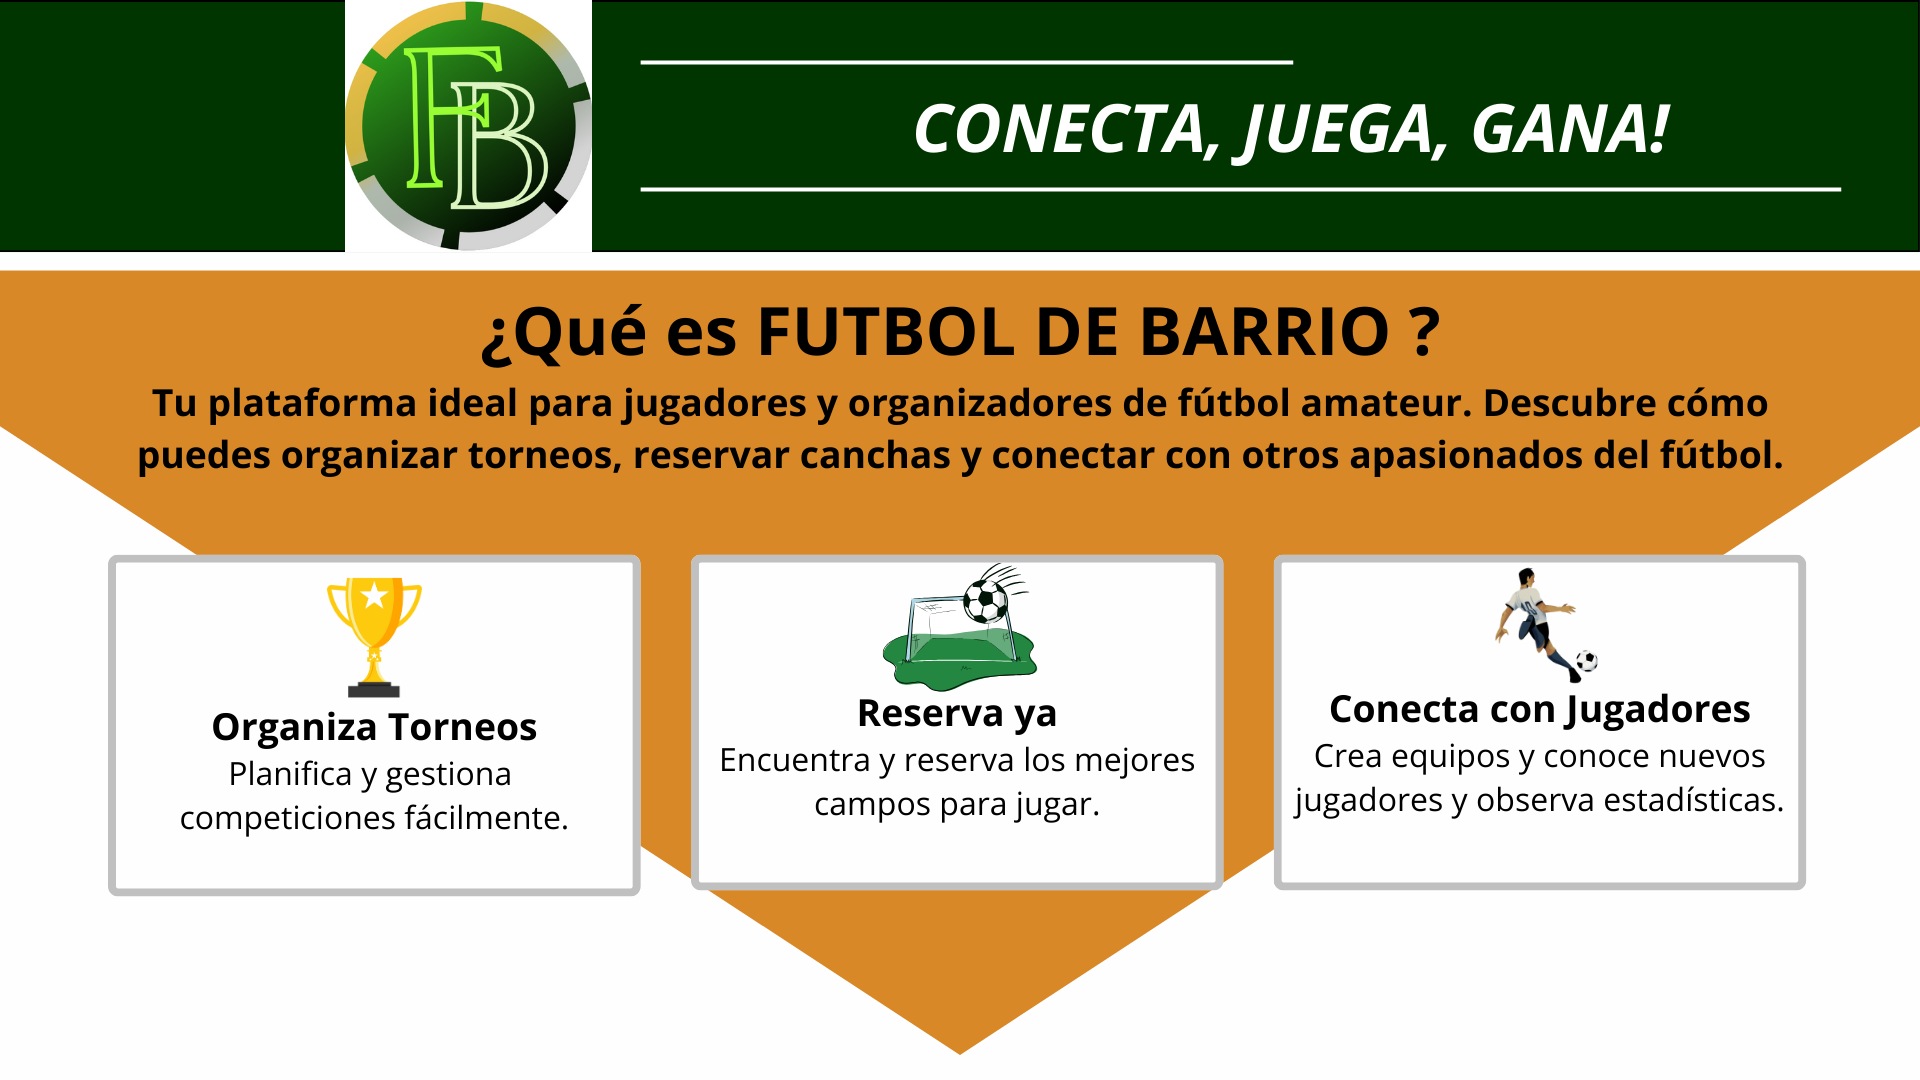 FB
CONECTA, JUEGA, GANA!
¿Qué es FUTBOL DE BARRIO ?
Tu plataforma ideal para jugadores y organizadores de fútbol amateur. Descubre cómo
puedes organizar torneos, reservar canchas y conectar con otros apasionados del fútbol.
Organiza Torneos
Planifica y gestiona
competiciones fácilmente.
Reserva ya
Encuentra y reserva los mejores
campos para jugar.
Conecta con Jugadores
Crea equipos y conoce nuevos
jugadores y observa estadísticas.